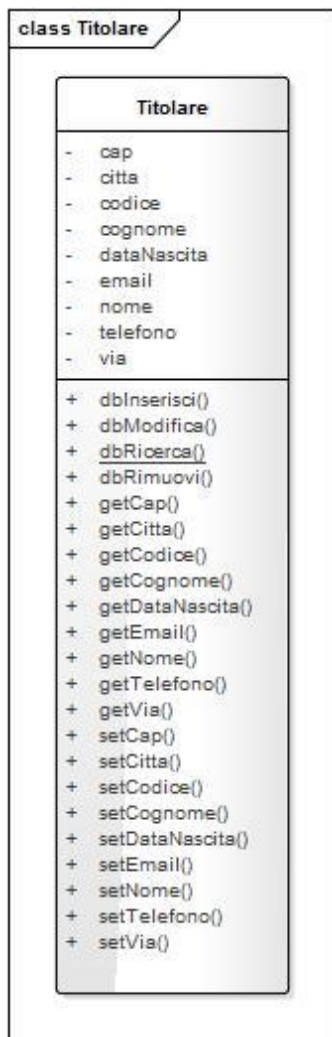 class Titolare
Titolare
- cap
- citta
- codice
- cognome
- dataNascita
- email
- nome
- telefono
- via
+ dbInserisci()
+ dbModifica()
+ dbRicerca()
+ dbRimuovi()
+ getCap()
+ getCitta()
+ getCodice()
+ getCognome()
+ getDataNascita()
+ getEmail()
+ getNome()
+ getTelefono()
+ getVia()
+ setCap()
+ setCitta()
+ setCodice()
+ setCognome()
+ setDataNascita()
+ setEmail()
+ setNome()
+ setTelefono()
+ setVia()